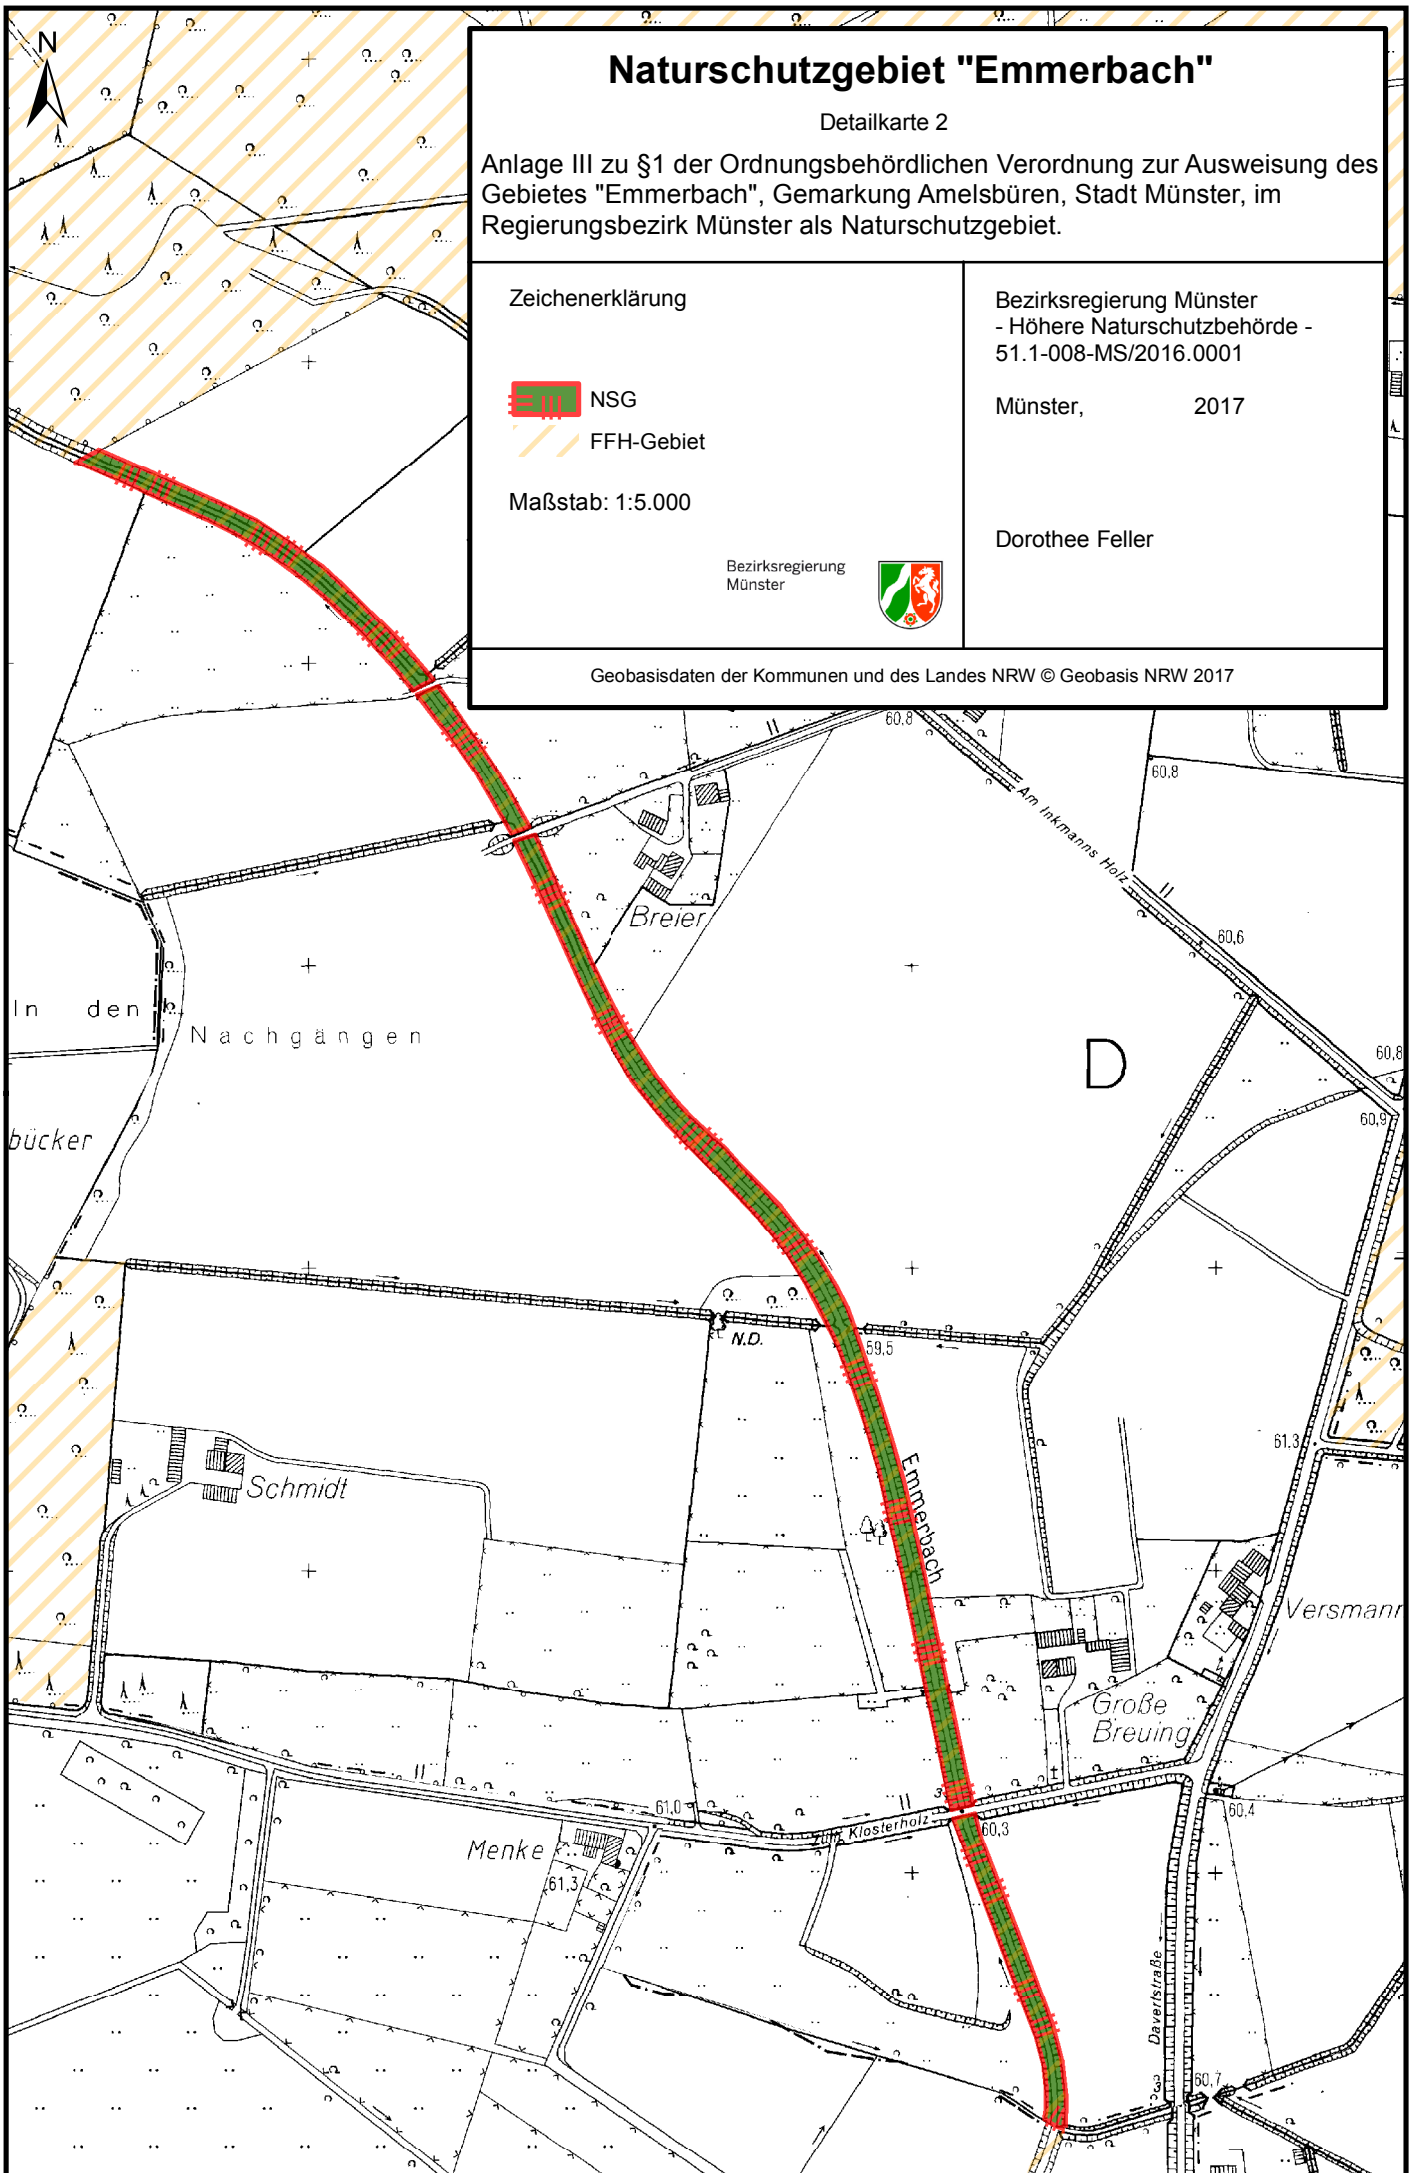 N
Naturschutzgebiet "Emmerbach"
Detailkarte 2
Anlage III zu §1 der Ordnungsbehördlichen Verordnung zur Ausweisung des
Gebietes "Emmerbach", Gemarkung Amelsbüren, Stadt Münster, im
Regierungsbezirk Münster als Naturschutzgebiet.
Zeichenerklärung
NSG
FFH-Gebiet
Maßstab: 1:5.000
Bezirksregierung
Münster
Bezirksregierung Münster
- Höhere Naturschutzbehörde -
51.1-008-MS/2016.0001
Münster, 2017
Dorothee Feller
Geobasisdaten der Kommunen und des Landes NRW © Geobasis NRW 2017
60,8
60,8
Am Inkmanns Holz
Breier
60,6
In den
Nachgängen
D
60,8
60,9
bücker
N.D.
59,5
61,3
Schmidt
Emmerbach
Versmann
Große
Breuing
61,0
Zum Klosterholz
60,3
60,4
Menke
61,3
Davertstraße
60,7